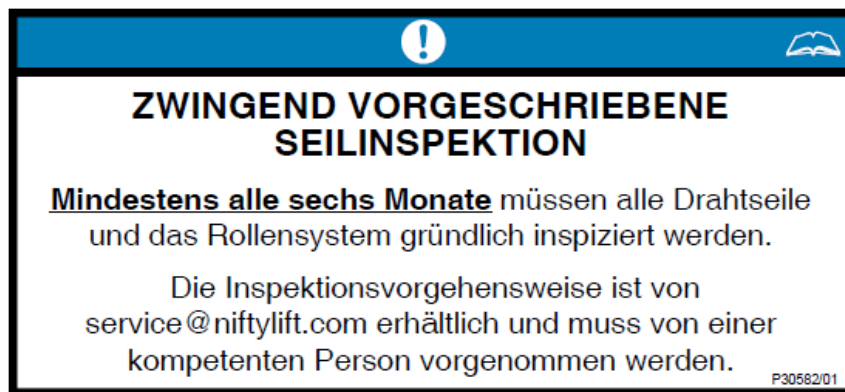 ZWINGEND VORGESCHRIEBENE
SEILINSPEKTION
Mindestens alle sechs Monate müssen alle Drahtseile
und das Rollensystem gründlich inspiziert werden.
Die Inspektionsvorgehensweise ist von
service@niftylift.com erhältlich und muss von einer
kompetenten Person vorgenommen werden.
P30582/01